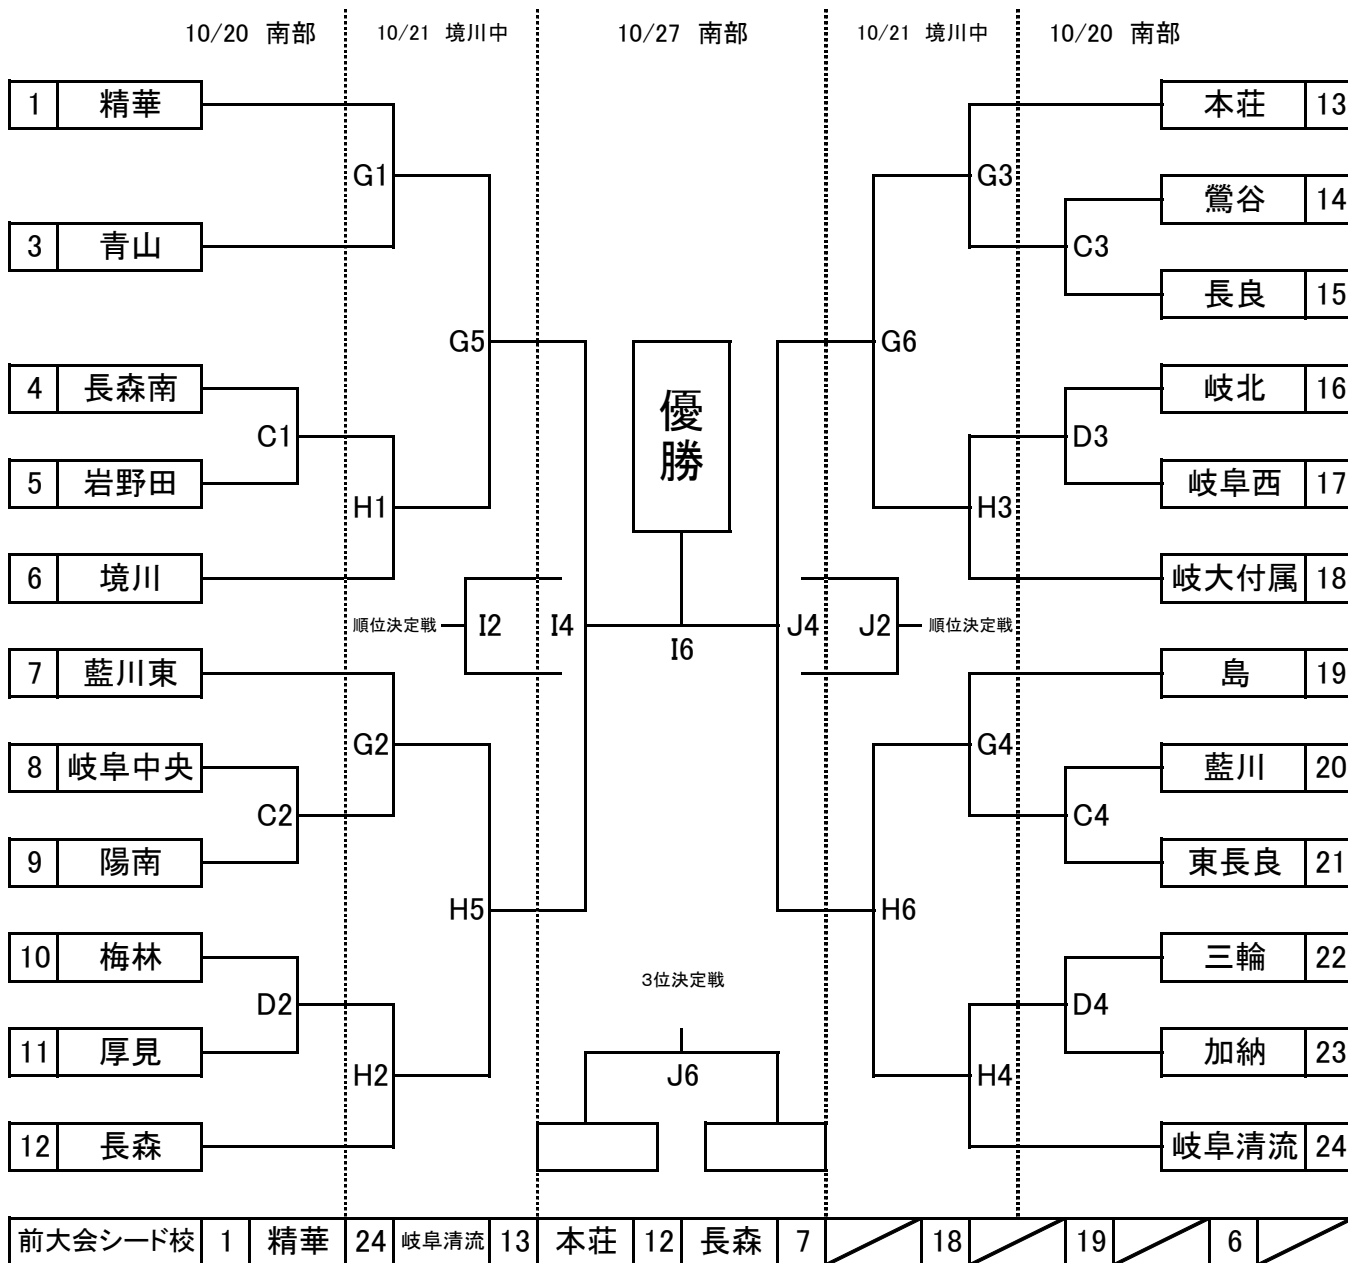 10/20 南部 10/21 境川中 10/27 南部 10/21 境川中 10/20 南部
1 精華 本荘 13
G1 G3 鶯谷 14
3 青山 C3
長良 15
G5 G6
4 長森南 優勝 岐北 16
C1 D3
5 岩野田 岐阜西 17
H1 H3
6 境川 岐大付属 18
順位決定戦 I2 I4 I6 J4 J2 順位決定戦
7 藍川東 島 19
G2 G4
8 岐阜中央 藍川 20
C2 C4
9 陽南 東長良 21
H5 H6
10 梅林 三輪 22
3位決定戦
D2 D4
11 厚見 加納 23
H2 J6 H4
12 長森 岐阜清流 24
前大会シード校 1 精華 24 岐阜清流 13 本荘 12 長森 7 18 19 6